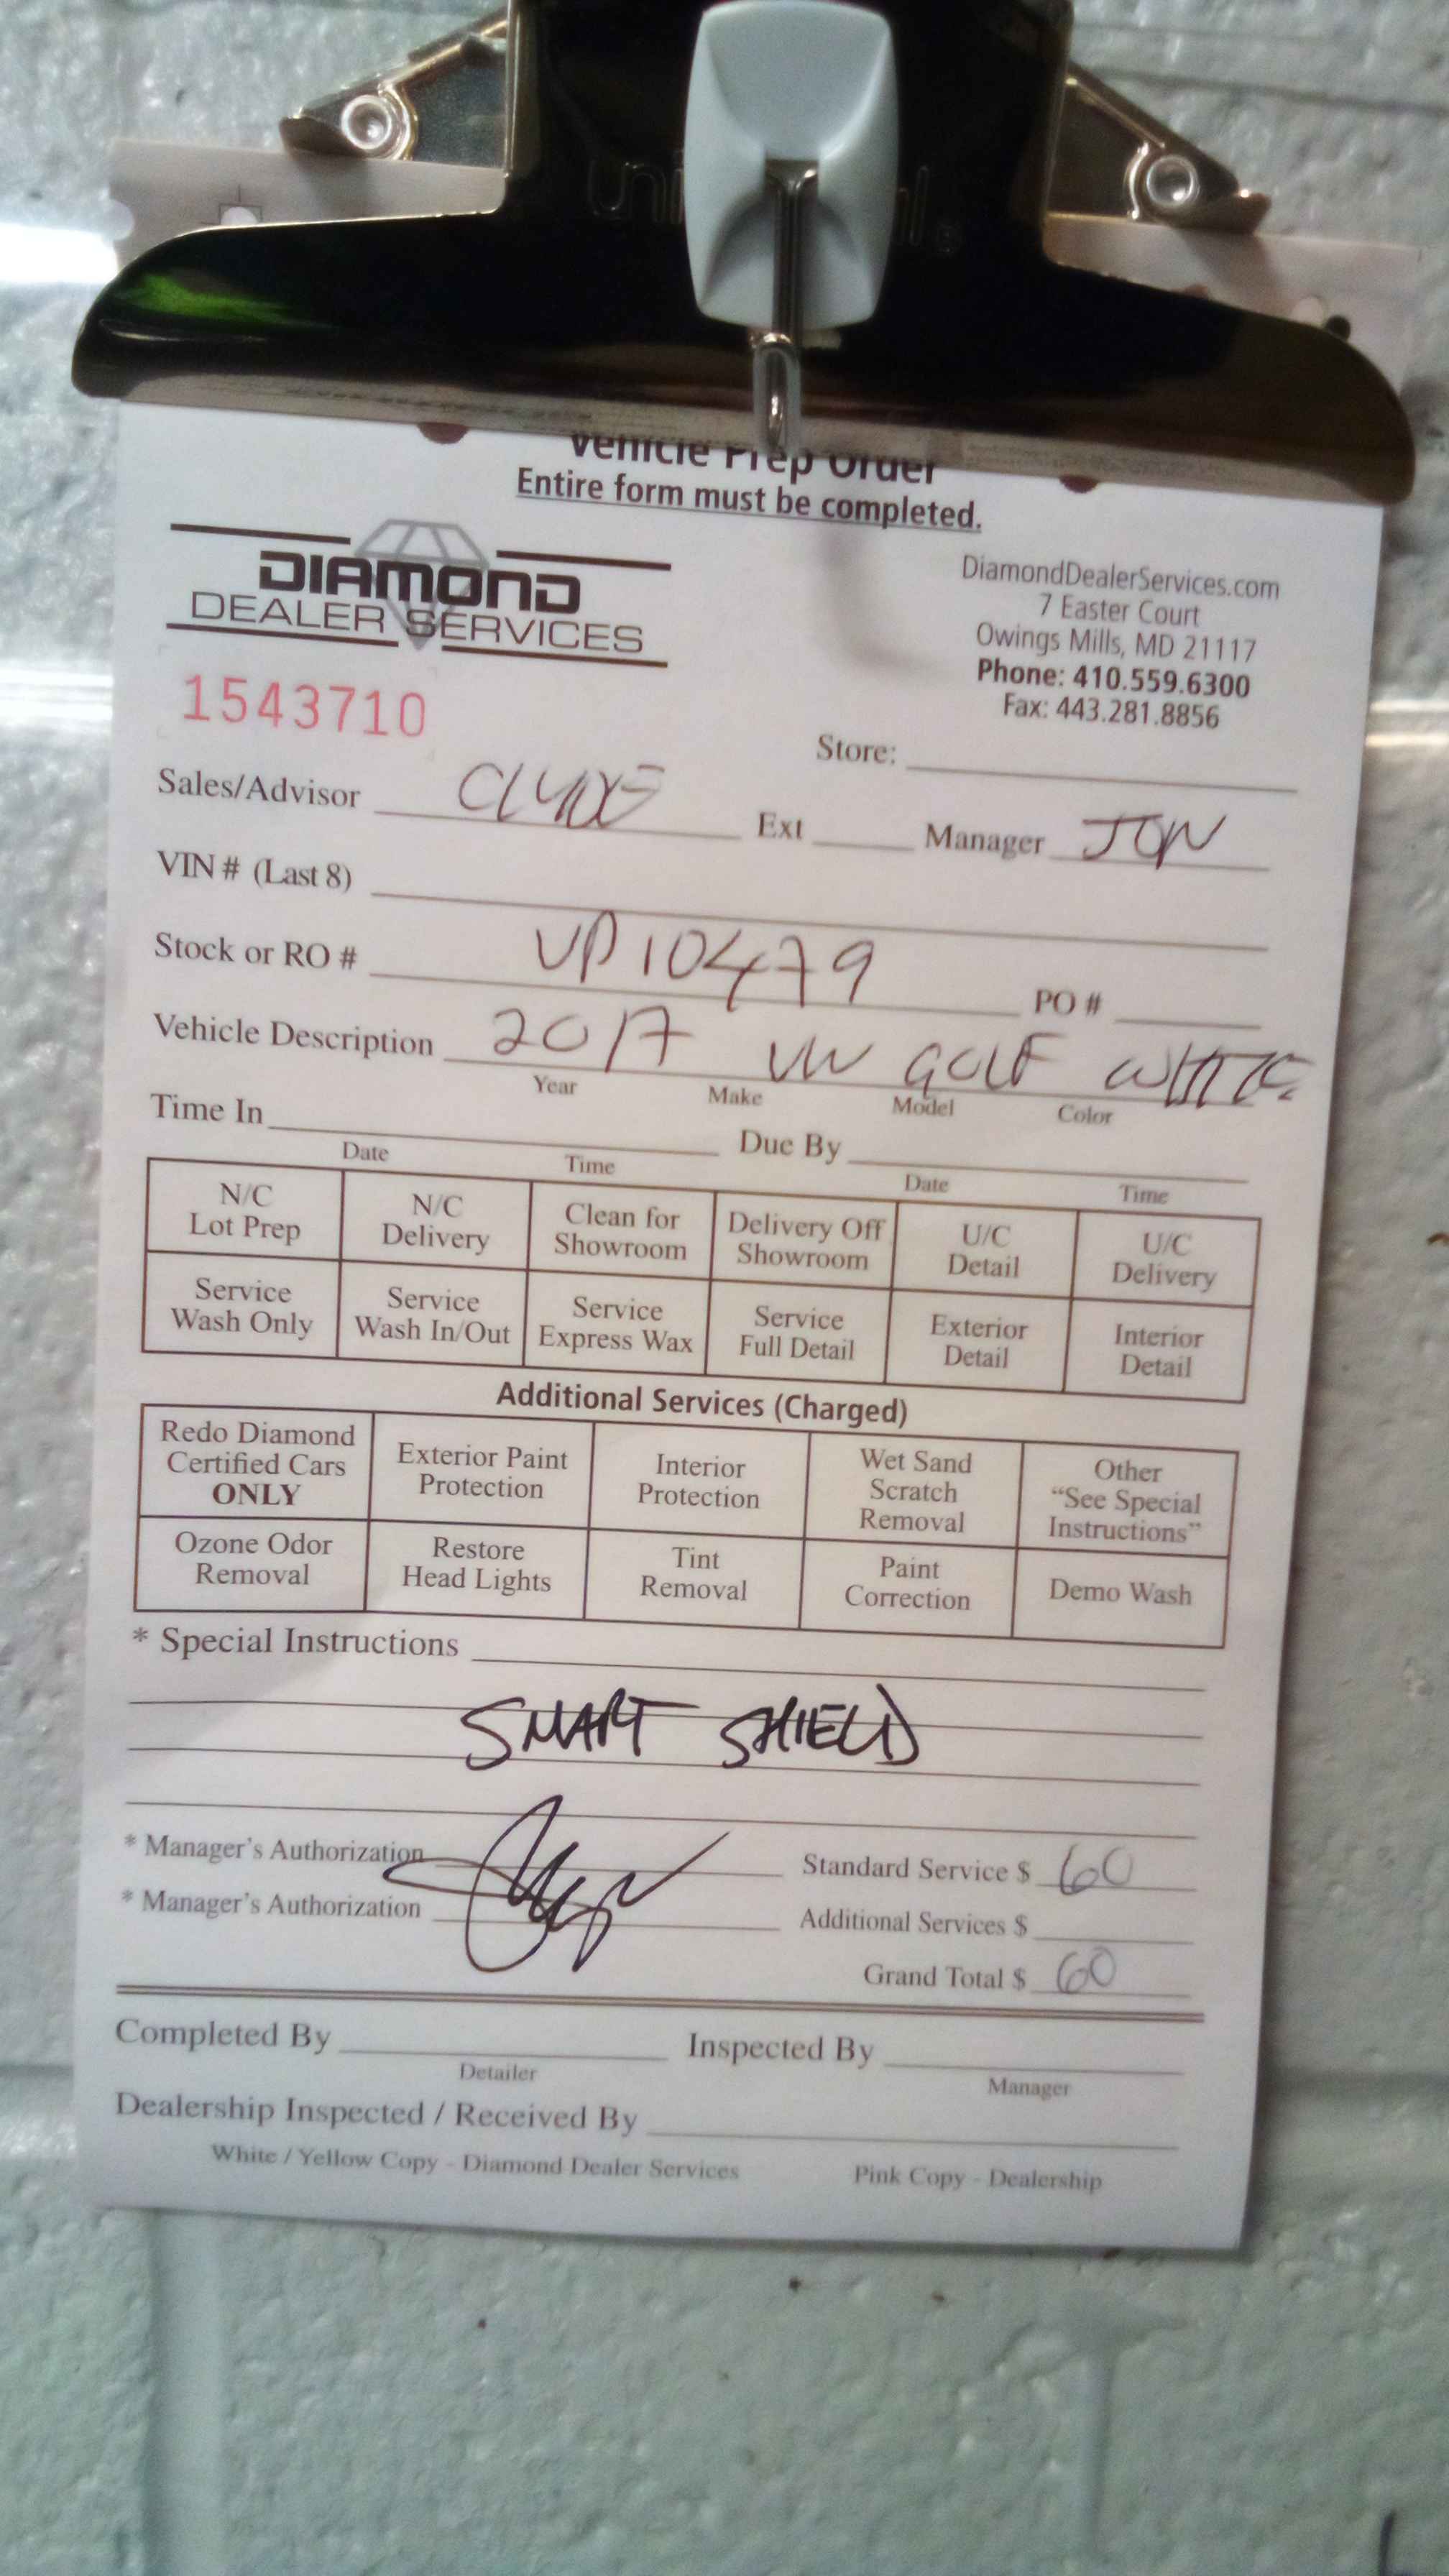 Vehicle Prep Order
Entire form must be completed.
DIAMOND
DEALER SERVICES
DiamondDealerServices.com
7 Easter Court
Owings Mills, MD 21117
Phone: 410.559.6300
Fax: 443.281.8856
1543710
Store:
Sales/Advisor CLYDE Ext Manager JON
VIN # (Last 8)
Stock or RO # VP10479 PO #
Vehicle Description 2017 VW GOLF WHITE
Year Make Model Color
Time In Due By
Date Time Date Time
N/C Lot Prep N/C Delivery Clean for Showroom Delivery Off Showroom U/C Detail U/C Delivery
Service Wash Only Service Wash In/Out Service Express Wax Service Full Detail Exterior Detail Interior Detail
Additional Services (Charged)
Redo Diamond Certified Cars ONLY Exterior Paint Protection Interior Protection Wet Sand Scratch Removal Other "See Special Instructions"
Ozone Odor Removal Restore Head Lights Tint Removal Paint Correction Demo Wash
* Special Instructions
SMART SHIELD
* Manager's Authorization Standard Service $ 60
* Manager's Authorization Additional Services $
Grand Total $ 60
Completed By Inspected By
Detailer Manager
Dealership Inspected / Received By
White / Yellow Copy - Diamond Dealer Services Pink Copy - Dealership